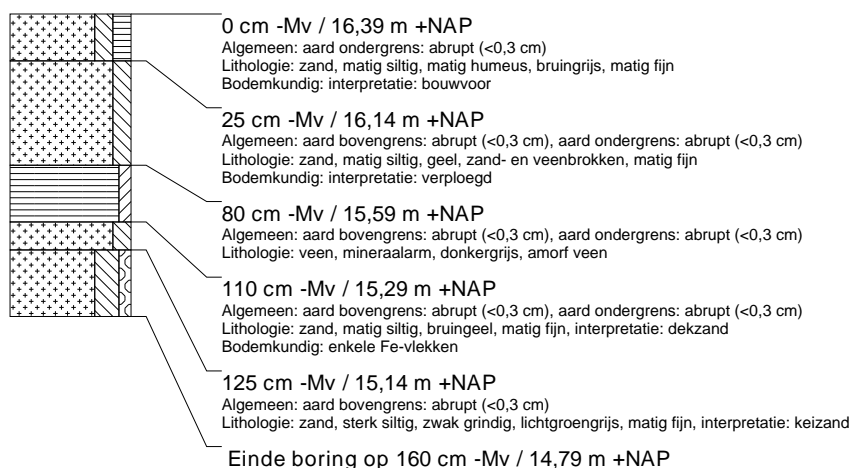 0 cm -Mv / 16,39 m +NAP
Algemeen: aard ondergrens: abrupt (<0,3 cm)
Lithologie: zand, matig siltig, matig humeus, bruingrijs, matig fijn
Bodemkundig: interpretatie: bouwvoor
25 cm -Mv / 16,14 m +NAP
Algemeen: aard bovengrens: abrupt (<0,3 cm), aard ondergrens: abrupt (<0,3 cm)
Lithologie: zand, matig siltig, geel, zand- en veenbrokken, matig fijn
Bodemkundig: interpretatie: verploegd
80 cm -Mv / 15,59 m +NAP
Algemeen: aard bovengrens: abrupt (<0,3 cm), aard ondergrens: abrupt (<0,3 cm)
Lithologie: veen, mineraalarm, donkergrijs, amorf veen
110 cm -Mv / 15,29 m +NAP
Algemeen: aard bovengrens: abrupt (<0,3 cm), aard ondergrens: abrupt (<0,3 cm)
Lithologie: zand, matig siltig, bruingeel, matig fijn, interpretatie: dekzand
Bodemkundig: enkele Fe-vlekken
125 cm -Mv / 15,14 m +NAP
Algemeen: aard bovengrens: abrupt (<0,3 cm)
Lithologie: zand, sterk siltig, zwak grindig, lichtgroengrijs, matig fijn, interpretatie: keizand
Einde boring op 160 cm -Mv / 14,79 m +NAP